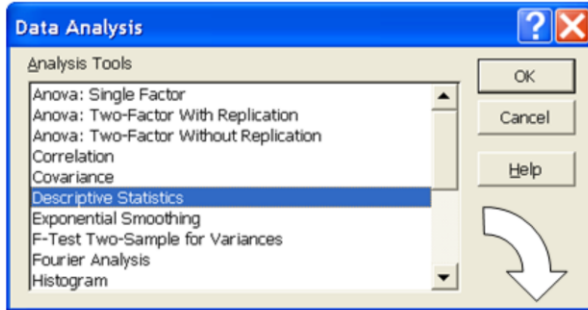 Data Analysis
Analysis Tools
Anova: Single Factor
Anova: Two-Factor With Replication
Anova: Two-Factor Without Replication
Correlation
Covariance
Descriptive Statistics
Exponential Smoothing
F-Test Two-Sample for Variances
Fourier Analysis
Histogram
OK
Cancel
Help